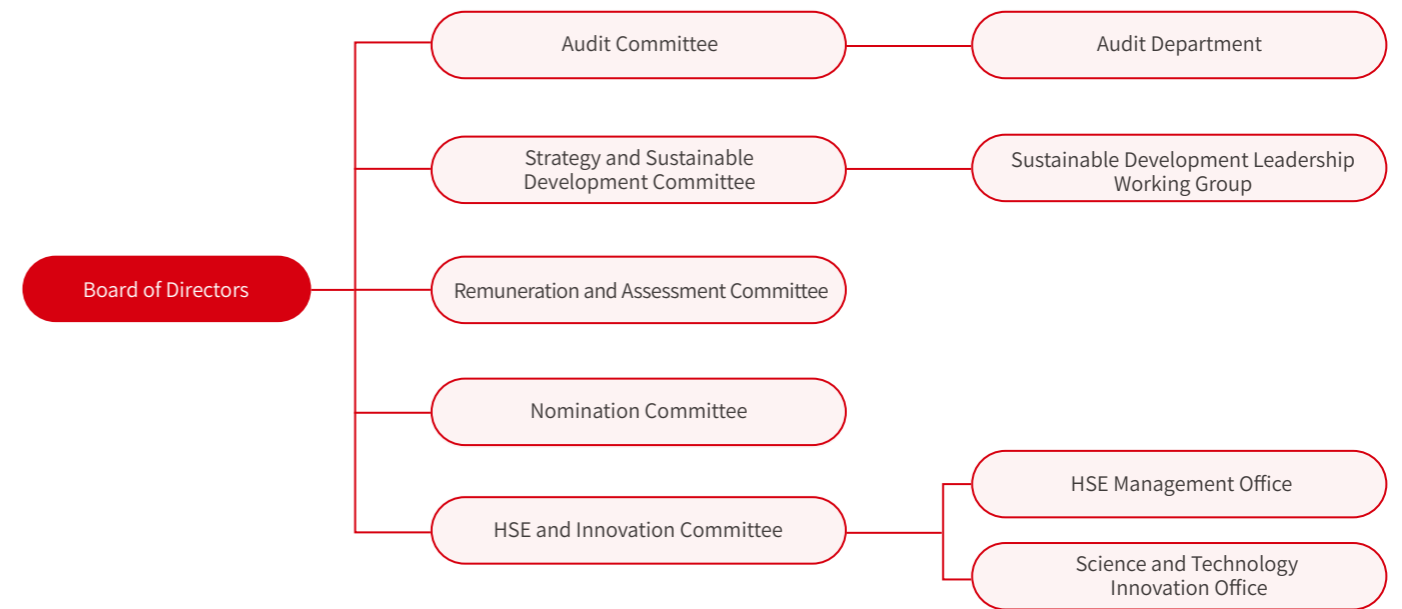 Audit Committee
Audit Department
Strategy and Sustainable
Development Committee
Sustainable Development Leadership
Working Group
Board of Directors
Remuneration and Assessment Committee
Nomination Committee
HSE and Innovation Committee
HSE Management Office
Science and Technology
Innovation Office